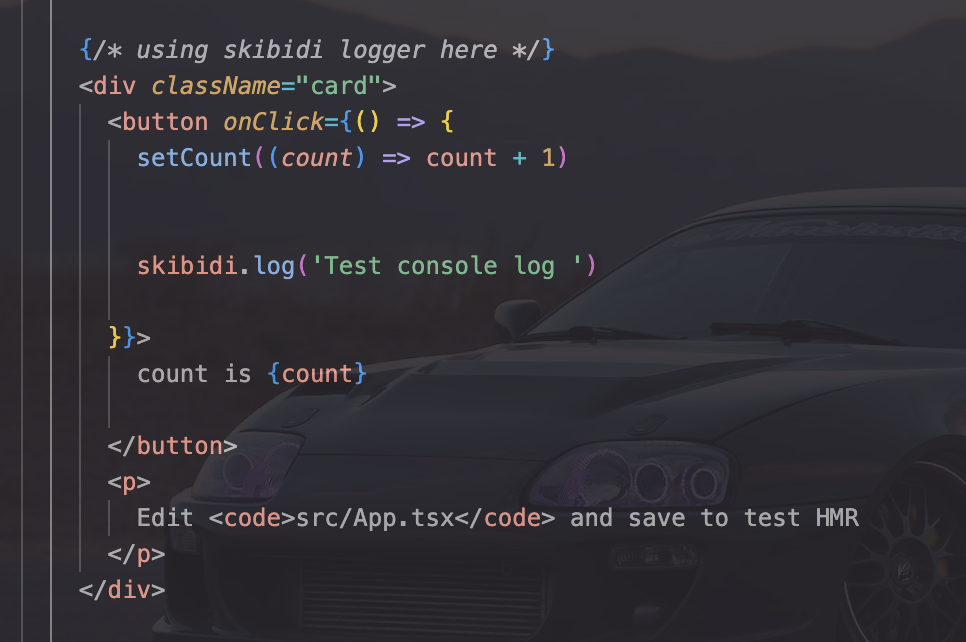 {/* using skibidi logger here */}
<div className="card">
<button onClick={() => {
setCount((count) => count + 1)
skibidi.log('Test console log ')
}}>
count is {count}
</button>
<p>
Edit <code>src/App.tsx</code> and save to test HMR
</p>
</div>